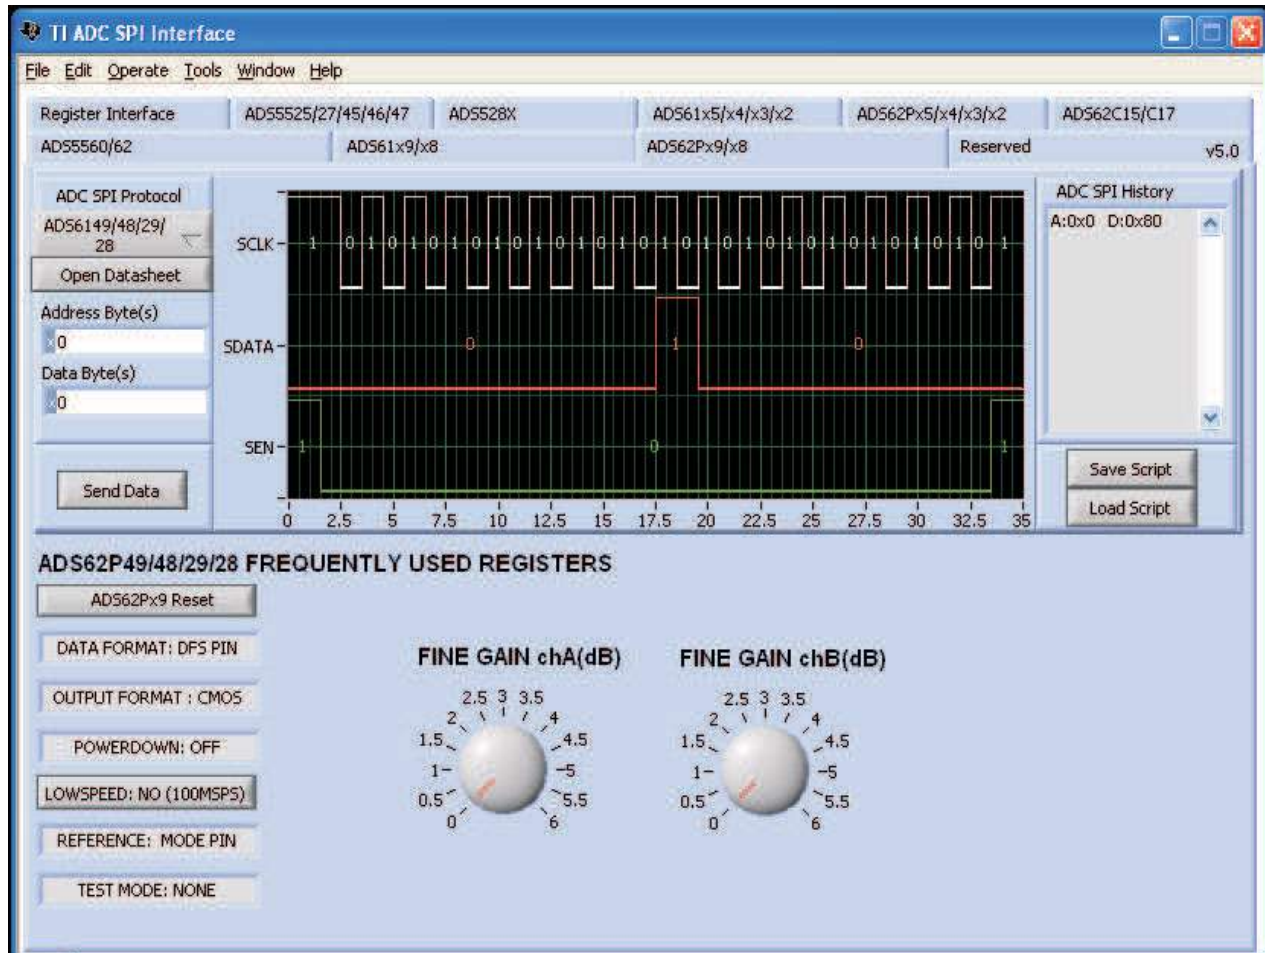 TI ADC SPI Interface
File Edit Operate Tools Window Help
Register Interface ADS5525/27/45/46/47 ADS528X ADS61x5/x4/x3/x2 ADS62Px5/x4/x3/x2 ADS62C15/C17
ADS5560/62 ADS61x9/x8 ADS62Px9/x8 Reserved v5.0
ADC SPI Protocol
ADS6149/48/29/
28
Open Datasheet
Address Byte(s)
x0
Data Byte(s)
x0
Send Data
SCLK
1 0 1 0 1 0 1 0 1 0 1 0 1 0 1 0 1 0 1 0 1 0 1 0 1 0 1 0 1 0 1 0 1
SDATA
0 1 0
SEN
1 0 1
0 2.5 5 7.5 10 12.5 15 17.5 20 22.5 25 27.5 30 32.5 35
ADC SPI History
A:0x0 D:0x80
Save Script
Load Script
ADS62P49/48/29/28 FREQUENTLY USED REGISTERS
ADS62Px9 Reset
DATA FORMAT: DFS PIN
OUTPUT FORMAT : CMOS
POWERDOWN: OFF
LOWSPEED: NO (100MSPS)
REFERENCE: MODE PIN
TEST MODE: NONE
FINE GAIN chA(dB)
0 0.5 1 1.5 2 2.5 3 3.5 4 4.5 5 5.5 6
FINE GAIN chB(dB)
0 0.5 1 1.5 2 2.5 3 3.5 4 4.5 5 5.5 6